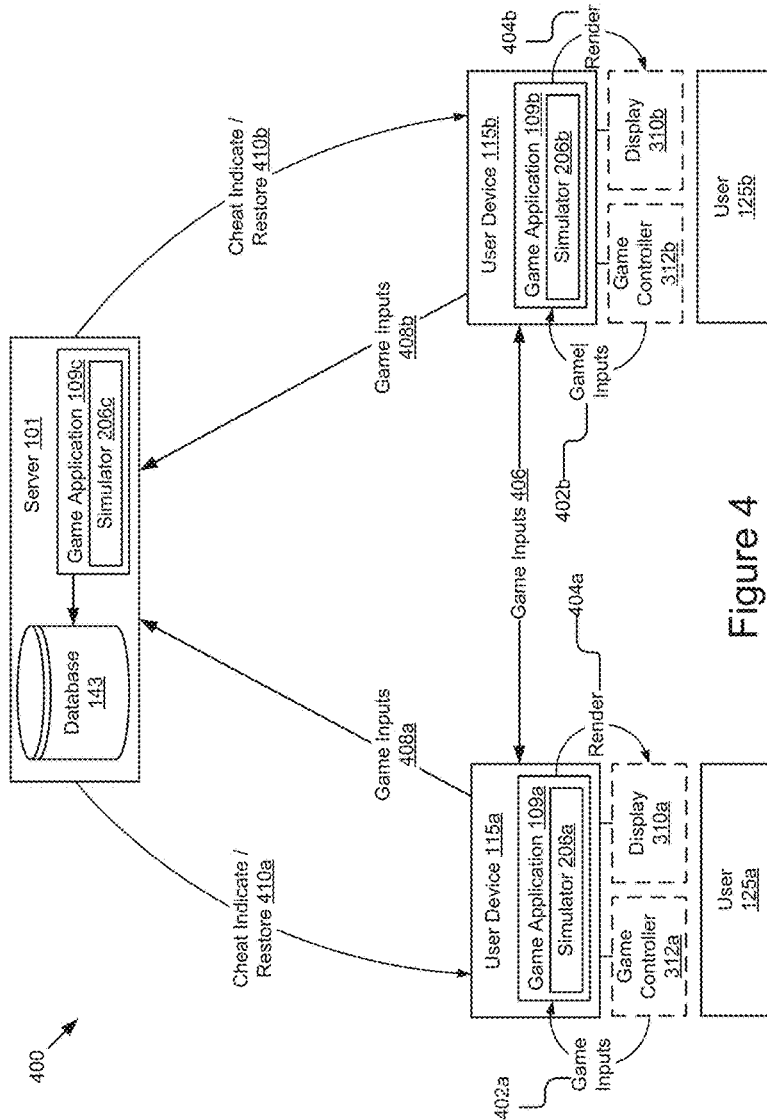 400
Server 101
Database
143
Game Application 109c
Simulator 206c
Cheat Indicate /
Restore 410a
Game Inputs
408a
Game Inputs
408b
Cheat Indicate /
Restore 410b
User Device 115a
Game Application 109a
Simulator 206a
402a
Game
Inputs
Game
Controller
312a
Display
310a
Render
404a
User
125a
Game Inputs 406
User Device 115b
Game Application 109b
Simulator 206b
402b
Game
Inputs
Game
Controller
312b
Display
310b
Render
404b
User
125b
Figure 4